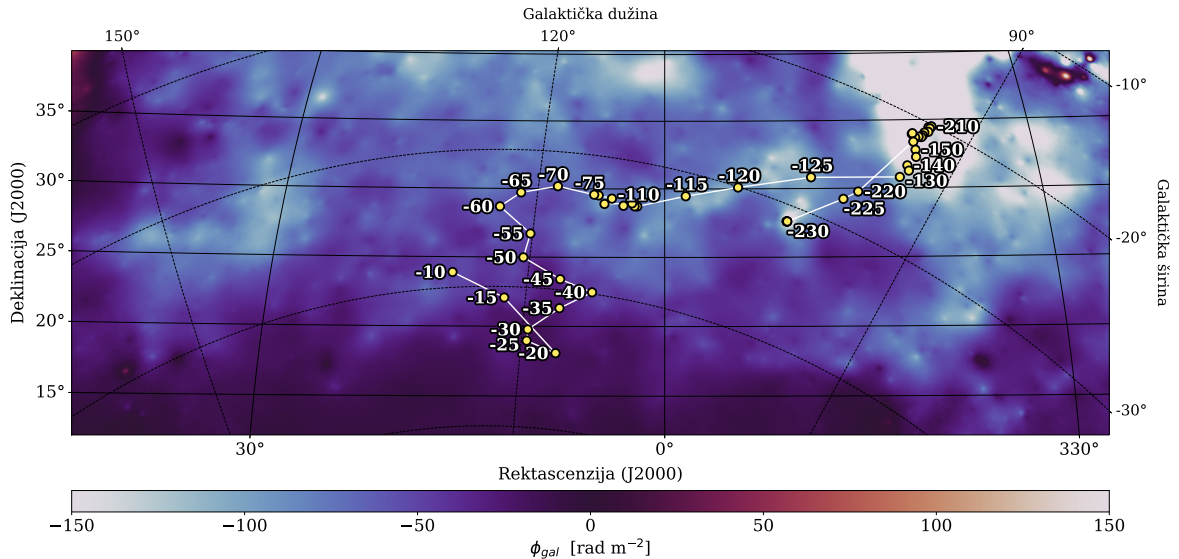 Galaktička dužina
150° 120° 90°
-10°
35°
-210
-150
-125 -140
30° -70 -120 -130
-65 -75 -110 -115 -220
-60 -225
-55 -230
-20°
25° -50
-10 -45
-15 -40
-35
20° -30
-25 -20
15°
-30°
Deklinacija (J2000)
Galaktička širina
30° 0° 330°
Rektascenzija (J2000)
−150 −100 −50 0 50 100 150
ϕgal [rad m−2]